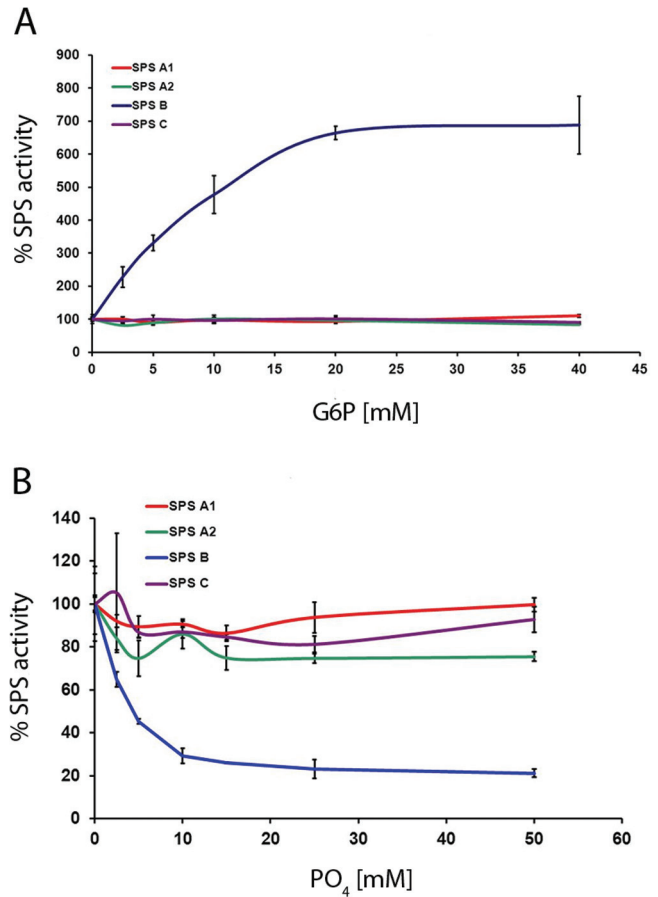 A
900
800
700
600
500
400
300
200
100
0
% SPS activity
SPS A1
SPS A2
SPS B
SPS C
0 5 10 15 20 25 30 35 40 45
G6P [mM]
B
140
120
100
80
60
40
20
0
% SPS activity
SPS A1
SPS A2
SPS B
SPS C
0 10 20 30 40 50 60
PO4 [mM]